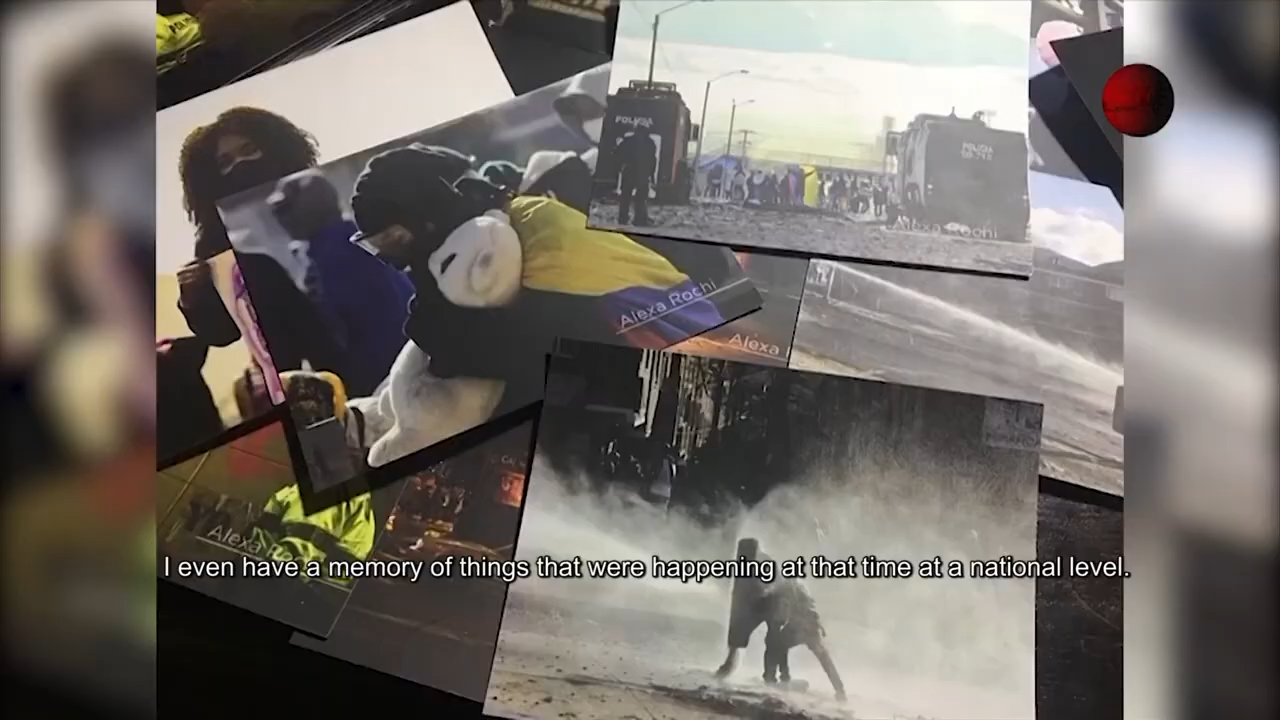 POLICIA
POLICIA
Alexa Rochi
Alexa Rochi
Alexa
Alexa
I even have a memory of things that were happening at that time at a national level.